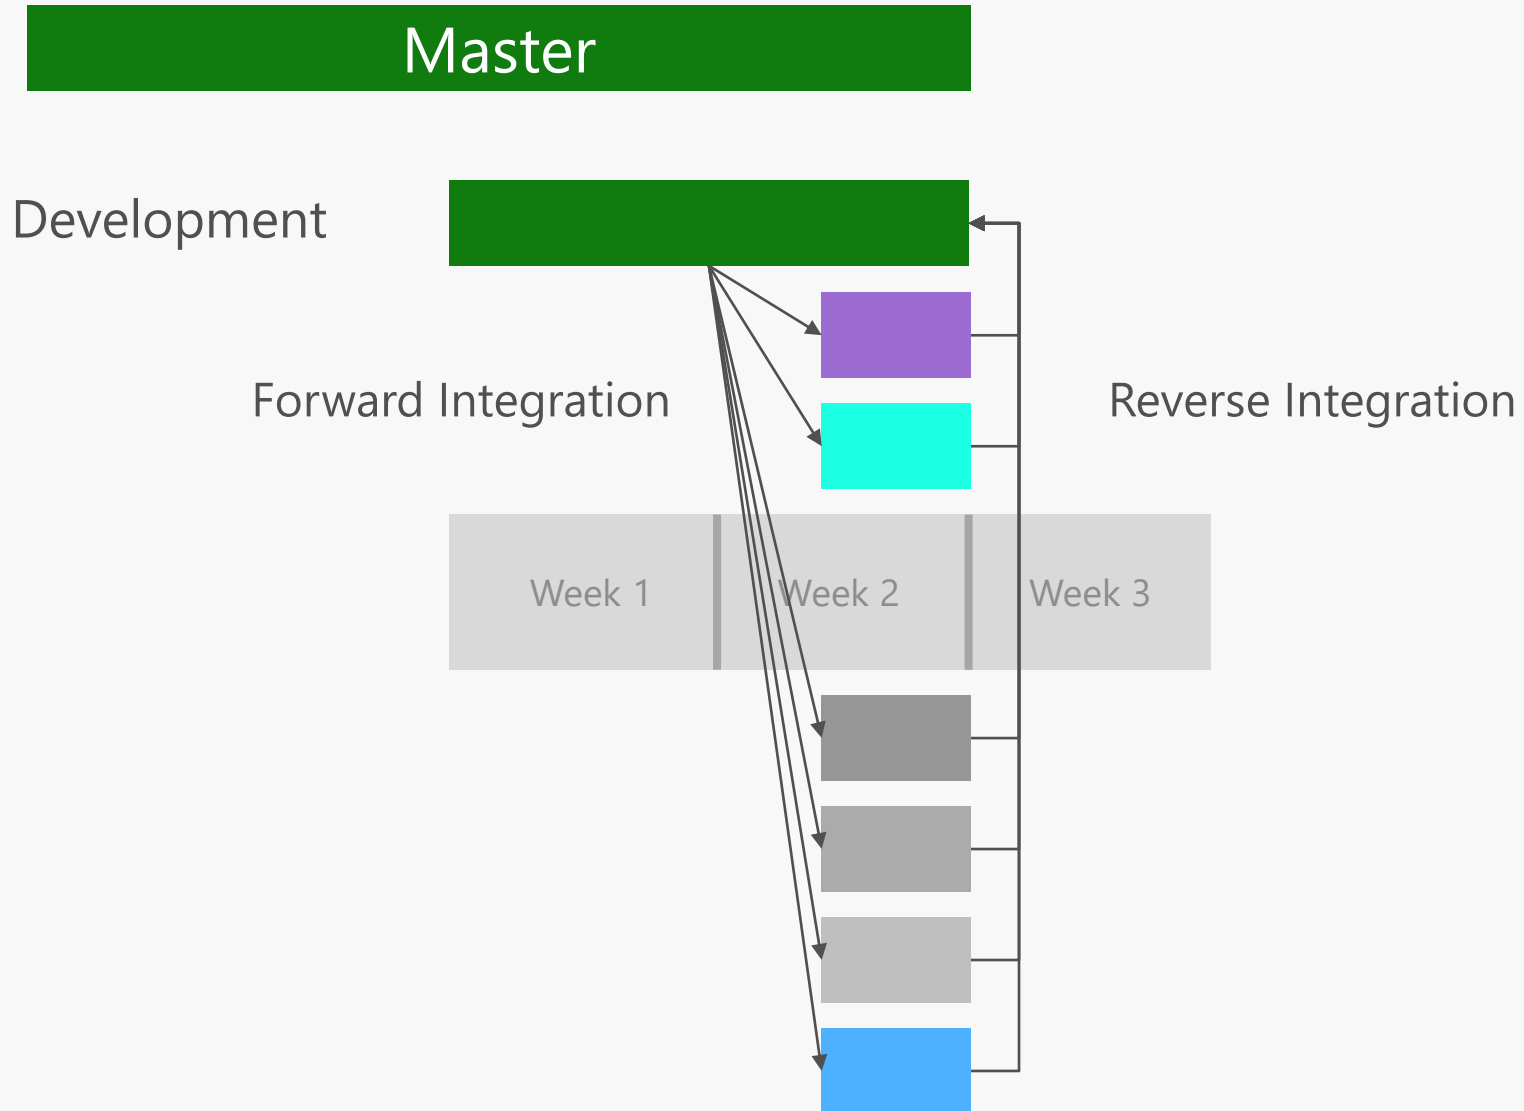 Master
Development
Forward Integration
Reverse Integration
Week 1
Week 2
Week 3